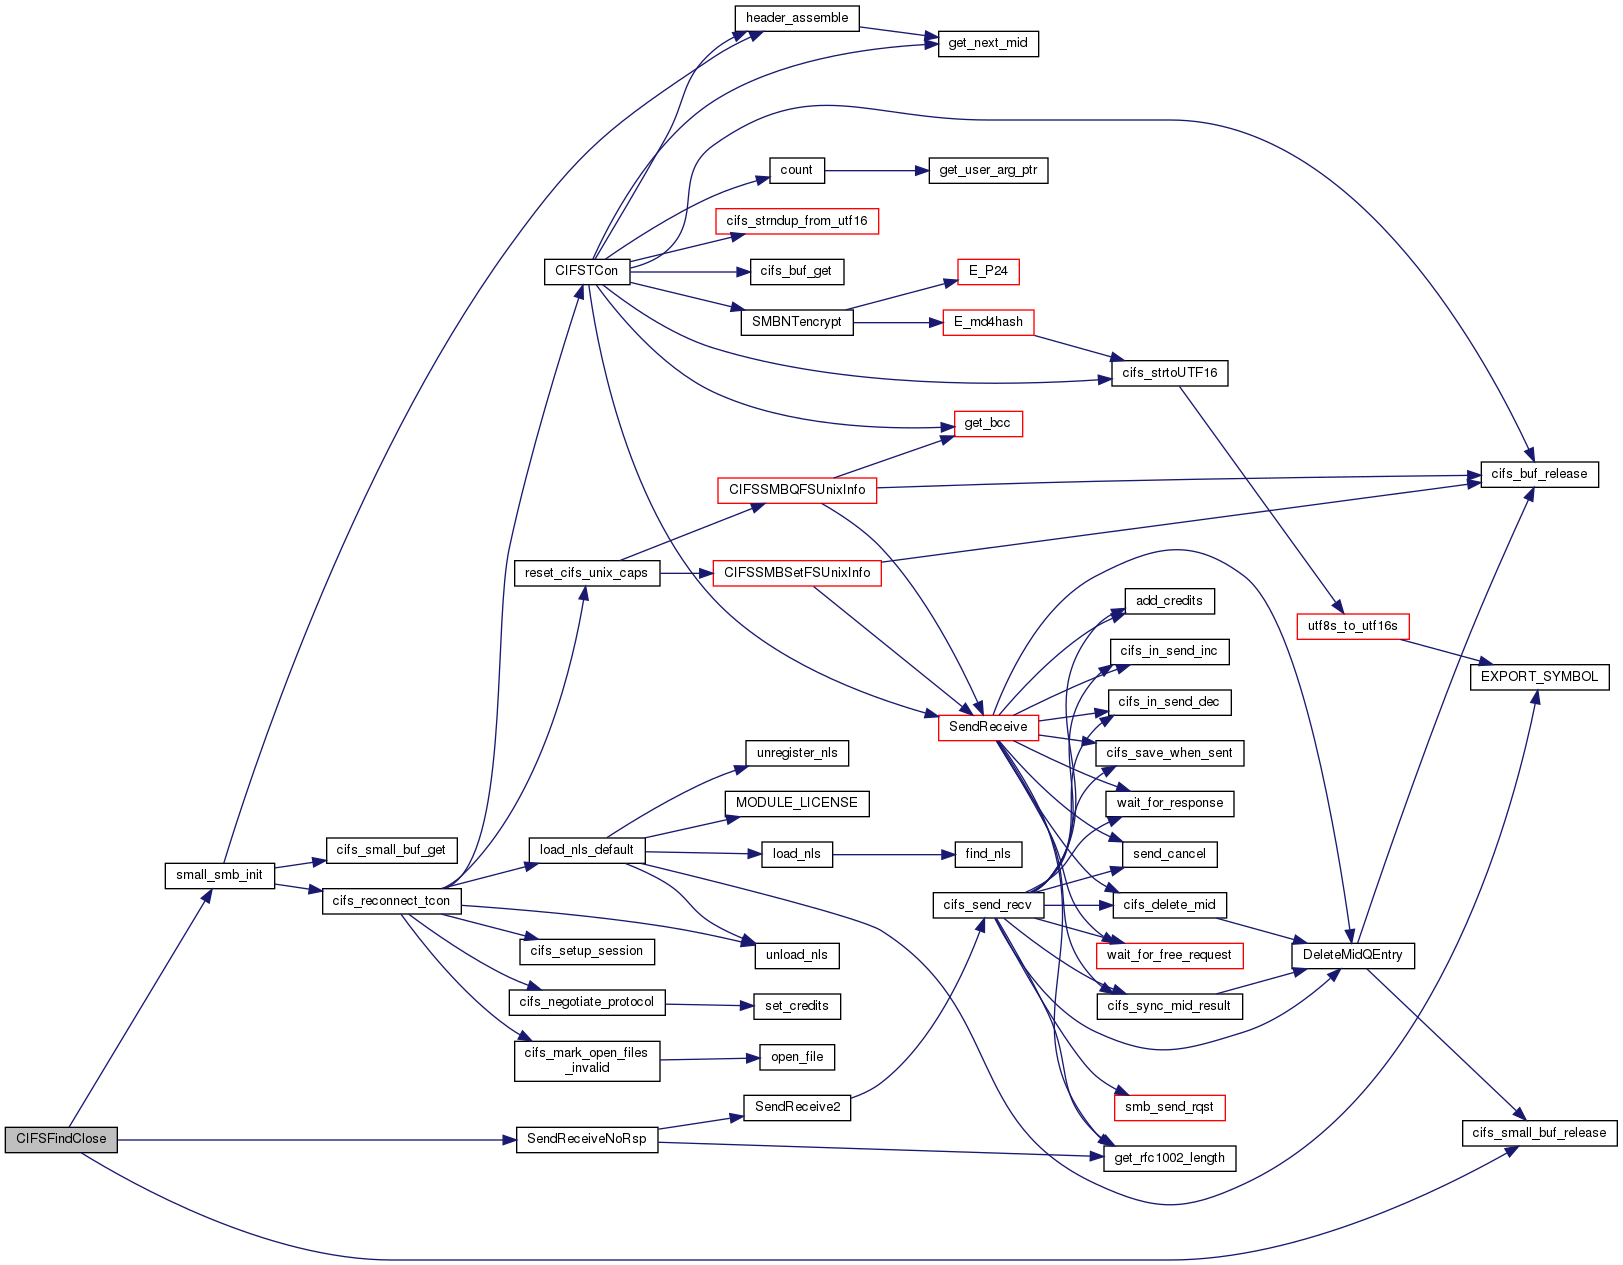 header_assemble
get_next_mid
count
get_user_arg_ptr
cifs_strndup_from_utf16
CIFSTCon
cifs_buf_get
E_P24
SMBNTencrypt
E_md4hash
cifs_strtoUTF16
get_bcc
cifs_buf_release
CIFSSMBQFSUnixInfo
reset_cifs_unix_caps
CIFSSMBSetFSUnixInfo
add_credits
utf8s_to_utf16s
cifs_in_send_inc
EXPORT_SYMBOL
cifs_in_send_dec
SendReceive
unregister_nls
cifs_save_when_sent
MODULE_LICENSE
wait_for_response
cifs_small_buf_get
load_nls_default
load_nls
find_nls
send_cancel
small_smb_init
cifs_reconnect_tcon
cifs_send_recv
cifs_delete_mid
cifs_setup_session
unload_nls
wait_for_free_request
DeleteMidQEntry
cifs_negotiate_protocol
set_credits
cifs_sync_mid_result
cifs_mark_open_files
_invalid
open_file
SendReceive2
smb_send_rqst
CIFSFindClose
SendReceiveNoRsp
cifs_small_buf_release
get_rfc1002_length